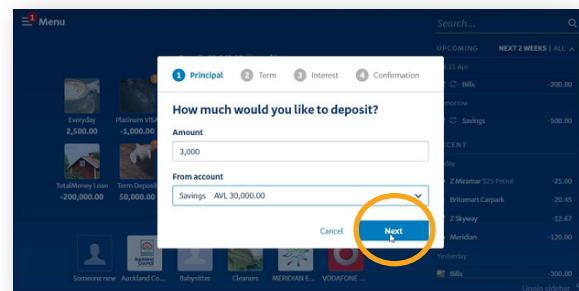 1
Menu
Search...
UPCOMING NEXT 2 WEEKS | ALL
11 Apr
Bills -200.00
Savings -500.00
Z Miramar 525 Petrol -25.00
Britomart Carpark -20.45
Z Skyway -12.67
Meridian -120.00
Yesterday
Bills -300.00
Unpin sidebar
1 Principal 2 Term 3 Interest 4 Confirmation
How much would you like to deposit?
Amount
3,000
From account
Savings AVL 30,000.00
Cancel Next
Everyday Platinum VISA
2,500.00 -1,000.00
TotalMoney Loan Term Deposit
-200,000.00 50,000.00
Someone new Auckland Co... Babysitter Cleaners MERIDIAN E... VODAFONE ...